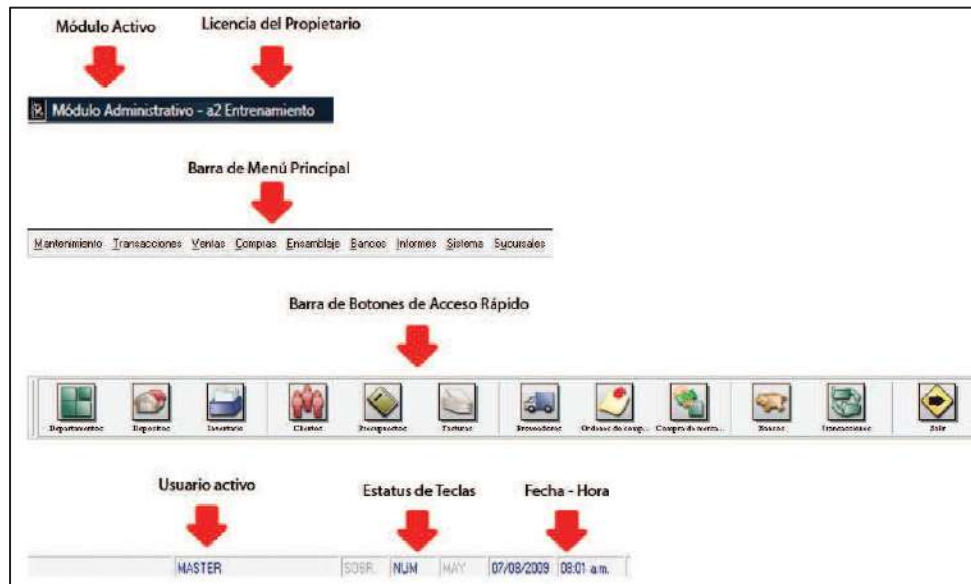 Módulo Activo Licencia del Propietario
Módulo Administrativo - a2 Entrenamiento
Barra de Menú Principal
Mantenimiento Transacciones Ventas Compras Ensamblaje Bancos Informes Sistema Sucursales
Barra de Botones de Acceso Rápido
Departamentos Depositos Inventario Clientes Presupuestos Facturas Proveedores Ordenes de comp... Compra de merca... Bancos Transacciones Salir
Usuario activo Estatus de Teclas Fecha - Hora
MASTER SOBR. NUM MAY 07/08/2009 08:01 a.m.